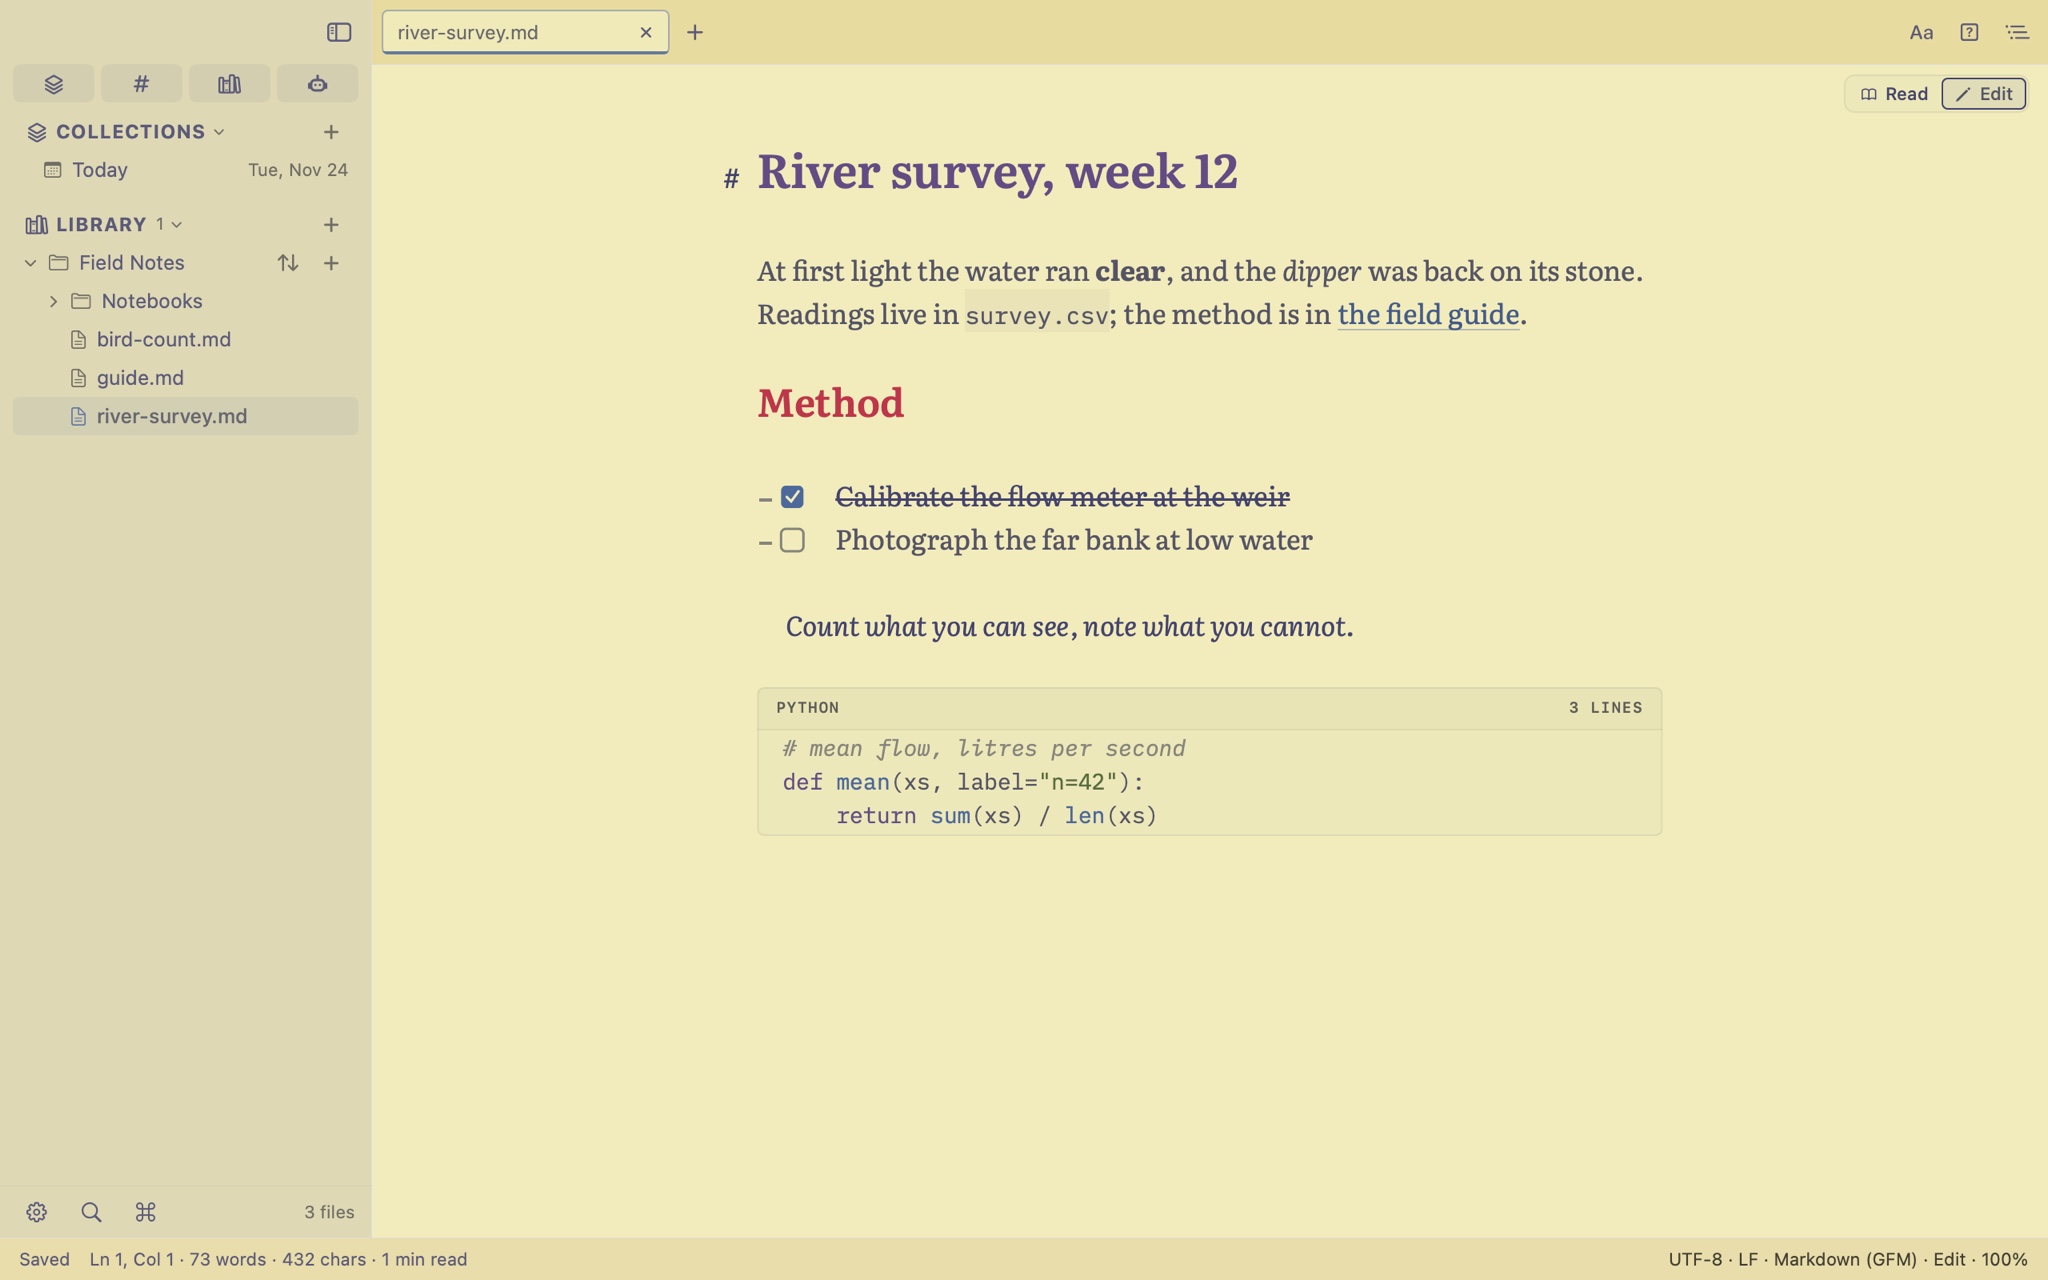 river-survey.md
Aa
Read
Edit
COLLECTIONS
Today Tue, Nov 24
LIBRARY 1
Field Notes
Notebooks
bird-count.md
guide.md
river-survey.md
3 files
# River survey, week 12
At first light the water ran clear, and the dipper was back on its stone.
Readings live in survey.csv; the method is in the field guide.
Method
– Calibrate the flow meter at the weir
– Photograph the far bank at low water
Count what you can see, note what you cannot.
PYTHON 3 LINES
# mean flow, litres per second
def mean(xs, label="n=42"):
    return sum(xs) / len(xs)
Saved Ln 1, Col 1 · 73 words · 432 chars · 1 min read
UTF-8 · LF · Markdown (GFM) · Edit · 100%